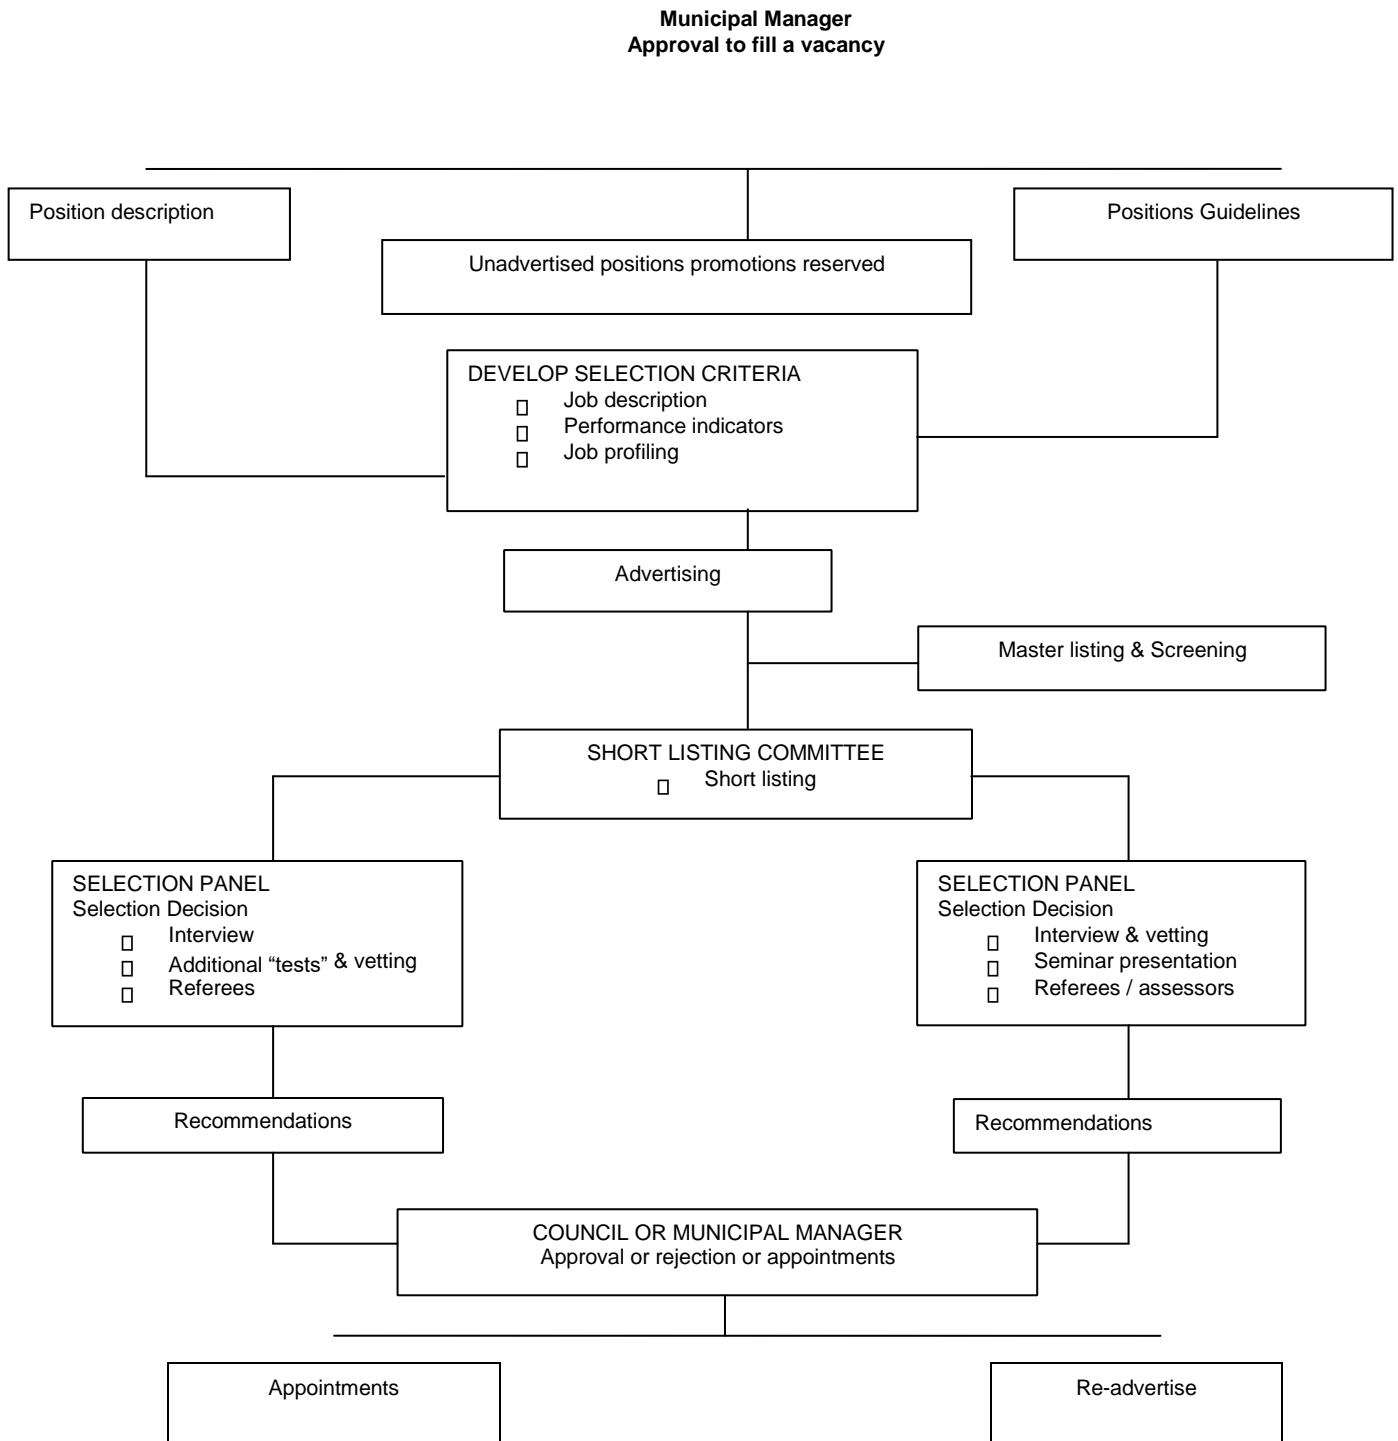 Municipal Manager
Approval to fill a vacancy
Position description
Positions Guidelines
Unadvertised positions promotions reserved
DEVELOP SELECTION CRITERIA
Job description
Performance indicators
Job profiling
Advertising
Master listing & Screening
SHORT LISTING COMMITTEE
Short listing
SELECTION PANEL
Selection Decision
Interview
Additional “tests” & vetting
Referees
SELECTION PANEL
Selection Decision
Interview & vetting
Seminar presentation
Referees / assessors
Recommendations
Recommendations
COUNCIL OR MUNICIPAL MANAGER
Approval or rejection or appointments
Appointments
Re-advertise